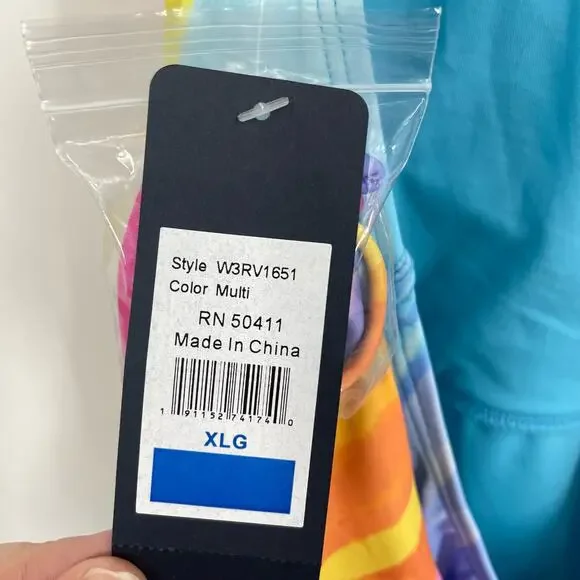 Style W3RV1651
Color Multi
RN 50411
Made In China
1 91152 74174 0
XLG